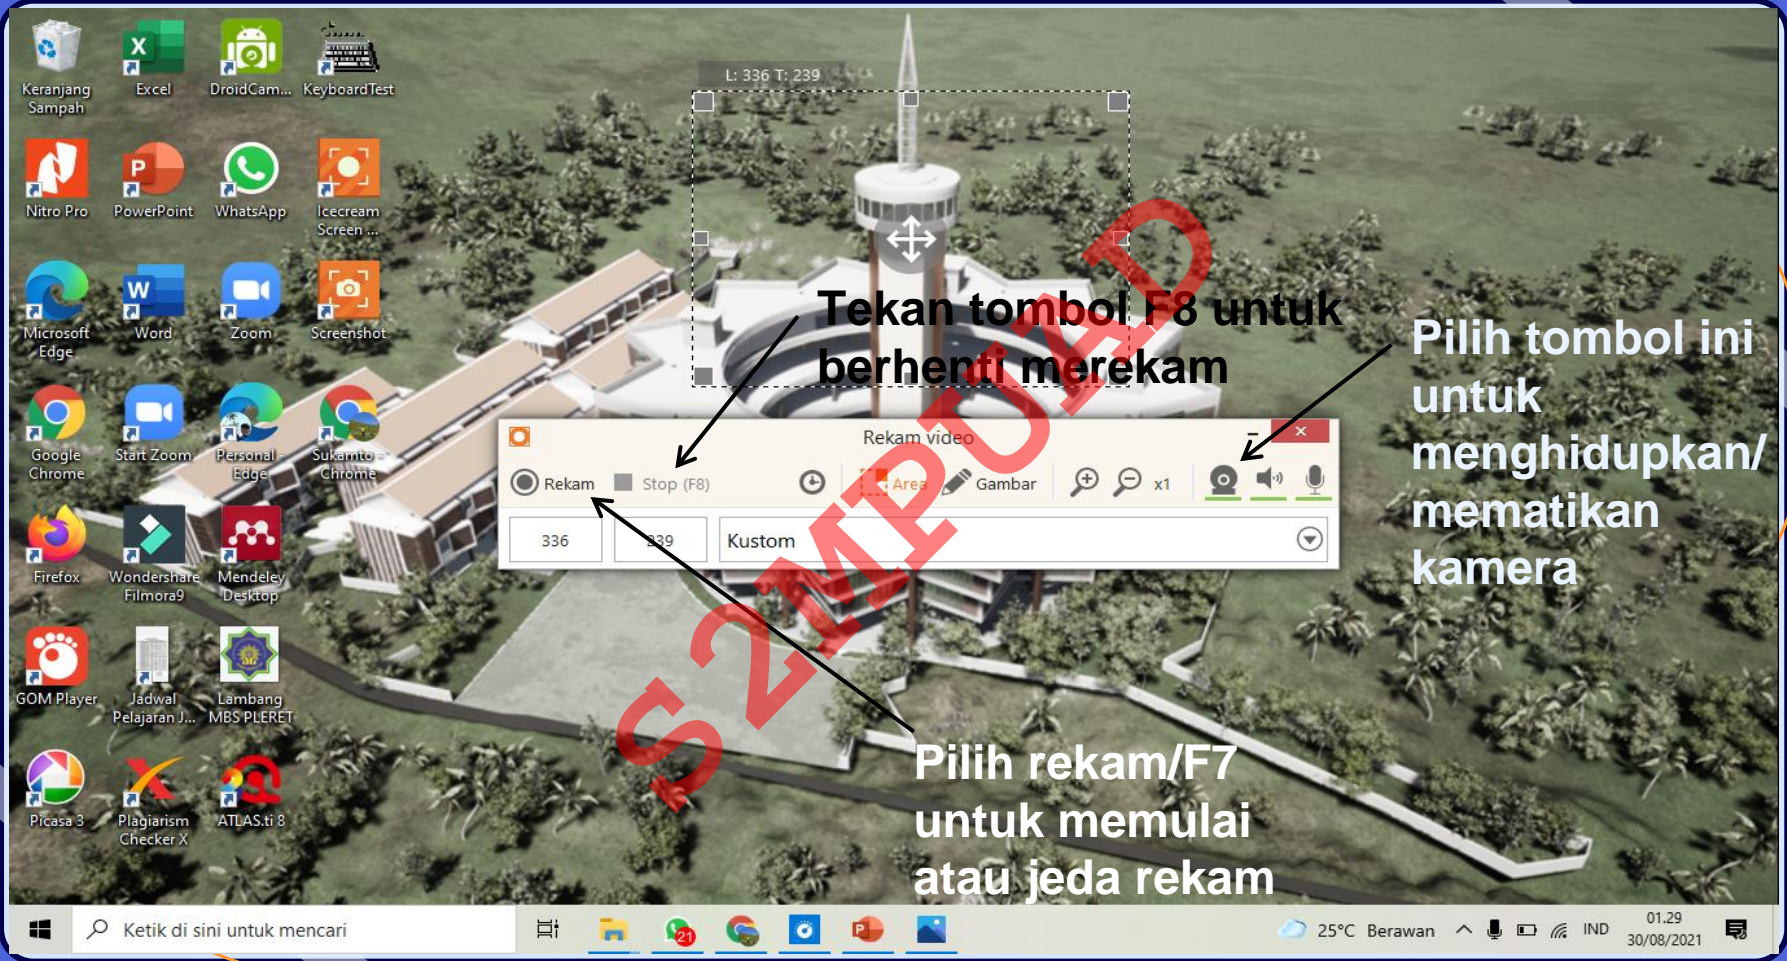 L: 336 T: 239
Keranjang
Sampah
Excel
DroidCam...
KeyboardTest
Nitro Pro
PowerPoint
WhatsApp
Icecream
Screen ...
Microsoft
Edge
Word
Zoom
Screenshot
Google
Chrome
Start Zoom
Personal -
Edge
Sukamto -
Chrome
Firefox
Wondershare
Filmora9
Mendeley
Desktop
GOM Player
Jadwal
Pelajaran J...
Lambang
MBS PLERET
Picasa 3
Plagiarism
Checker X
ATLAS.ti 8
Tekan tombol F8 untuk
berhenti merekam
Pilih tombol ini
untuk
menghidupkan/
mematikan
kamera
Rekam video
Rekam
Stop (F8)
Area
Gambar
x1
336
239
Kustom
S2MPUAD
Pilih rekam/F7
untuk memulai
atau jeda rekam
Ketik di sini untuk mencari
21
25°C Berawan
IND
01.29
30/08/2021